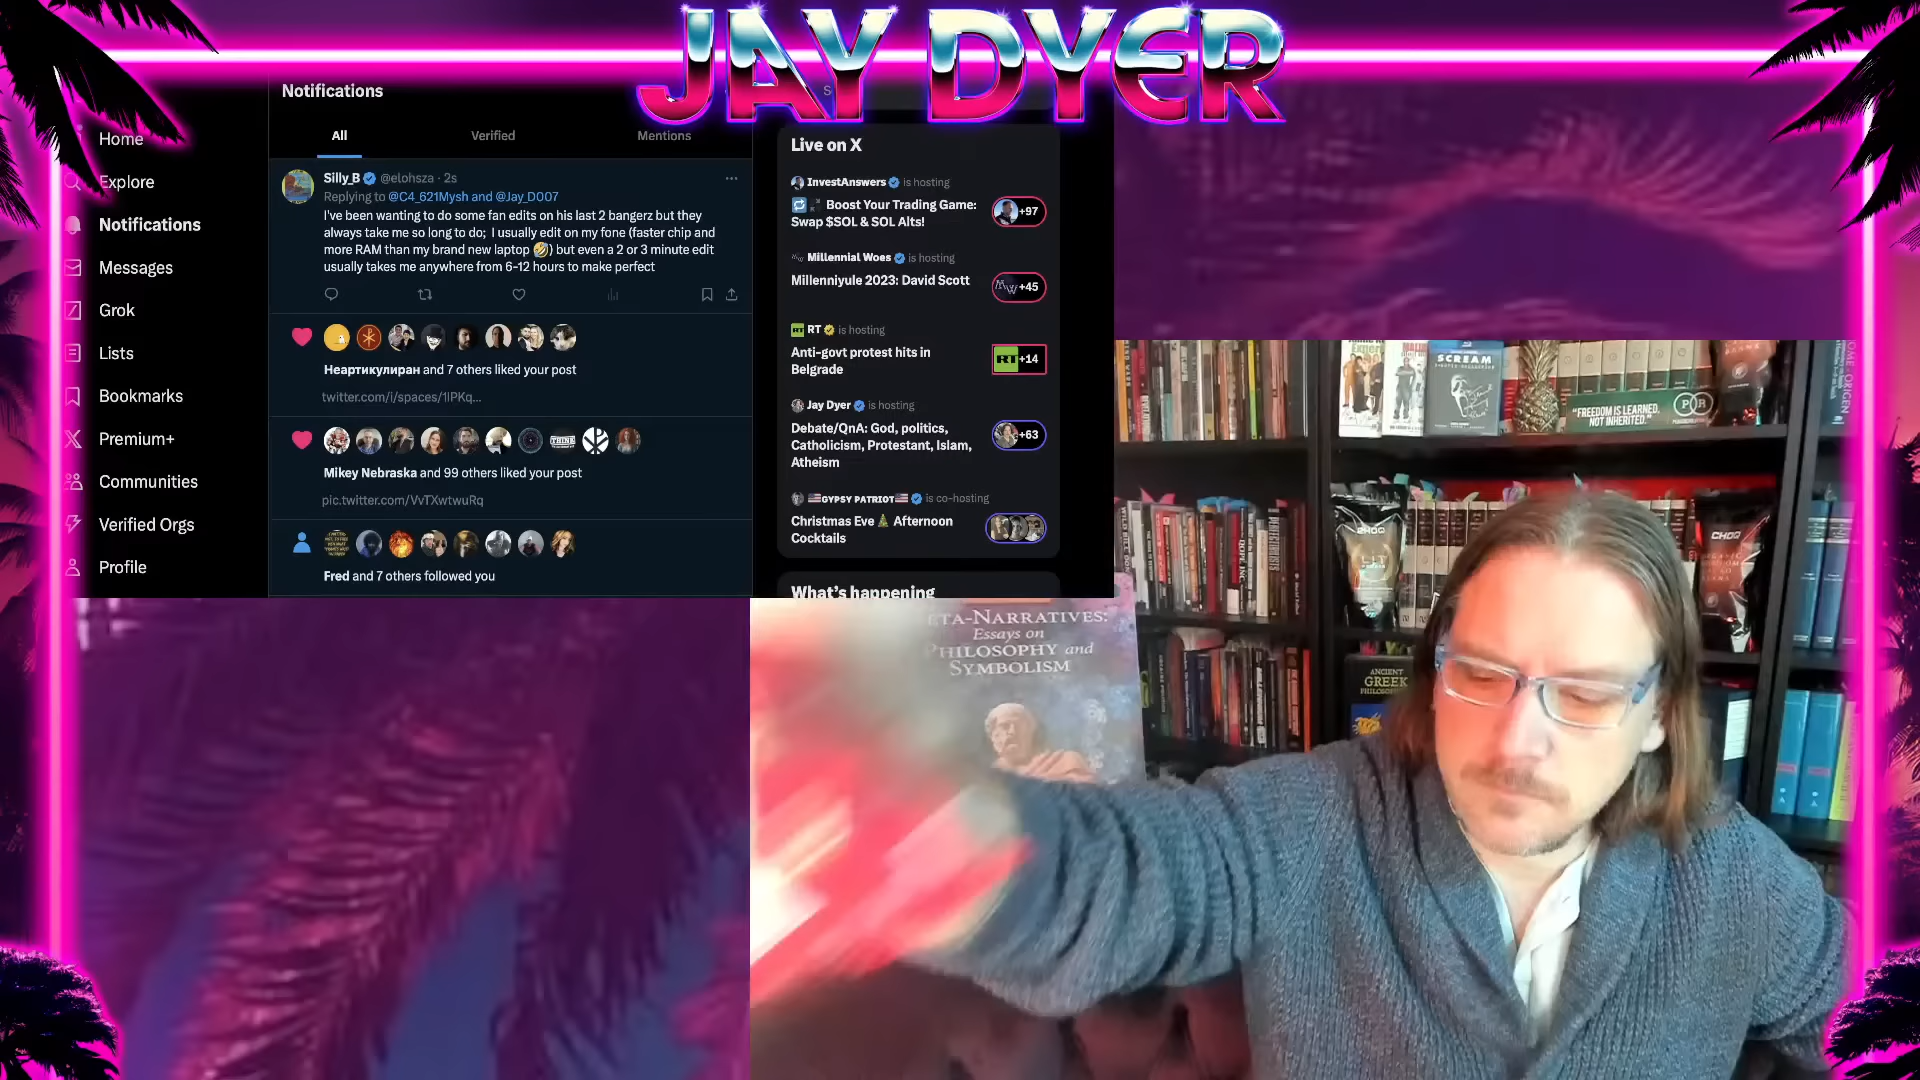 JAY DYER
Notifications
All
Verified
Mentions
Home
Explore
Notifications
Messages
Grok
Lists
Bookmarks
Premium+
Communities
Verified Orgs
Profile
Silly_B @elohsza · 2s
Replying to @C4_621Mysh and @Jay_D007
I've been wanting to do some fan edits on his last 2 bangerz but they
always take me so long to do; I usually edit on my fone (faster chip and
more RAM than my brand new laptop 🤣) but even a 2 or 3 minute edit
usually takes me anywhere from 6-12 hours to make perfect
Неартикулиран and 7 others liked your post
twitter.com/i/spaces/1lPKq...
THINK
Mikey Nebraska and 99 others liked your post
pic.twitter.com/VvTXwtwuRq
Fred and 7 others followed you
S
Live on X
InvestAnswers is hosting
Boost Your Trading Game:
Swap $SOL & SOL Alts!
+97
Millennial Woes is hosting
Millenniyule 2023: David Scott
+45
RT RT is hosting
Anti-govt protest hits in
Belgrade
RT +14
Jay Dyer is hosting
Debate/QnA: God, politics,
Catholicism, Protestant, Islam,
Atheism
+63
🇺🇸GYPSY PATRIOT🇺🇸 is co-hosting
Christmas Eve 🎄 Afternoon
Cocktails
What's happening
SCREAM
"FREEDOM IS LEARNED,
NOT INHERITED."
P B
CHOQ
CHOQ
ANCIENT
GREEK
ETA-NARRATIVES:
Essays on
PHILOSOPHY and
SYMBOLISM